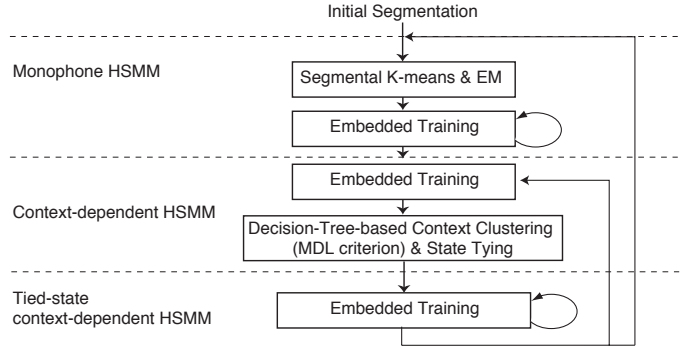 Initial Segmentation
Monophone HSMM
Segmental K-means & EM
Embedded Training
Embedded Training
Context-dependent HSMM
Decision-Tree-based Context Clustering
(MDL criterion) & State Tying
Tied-state
context-dependent HSMM
Embedded Training